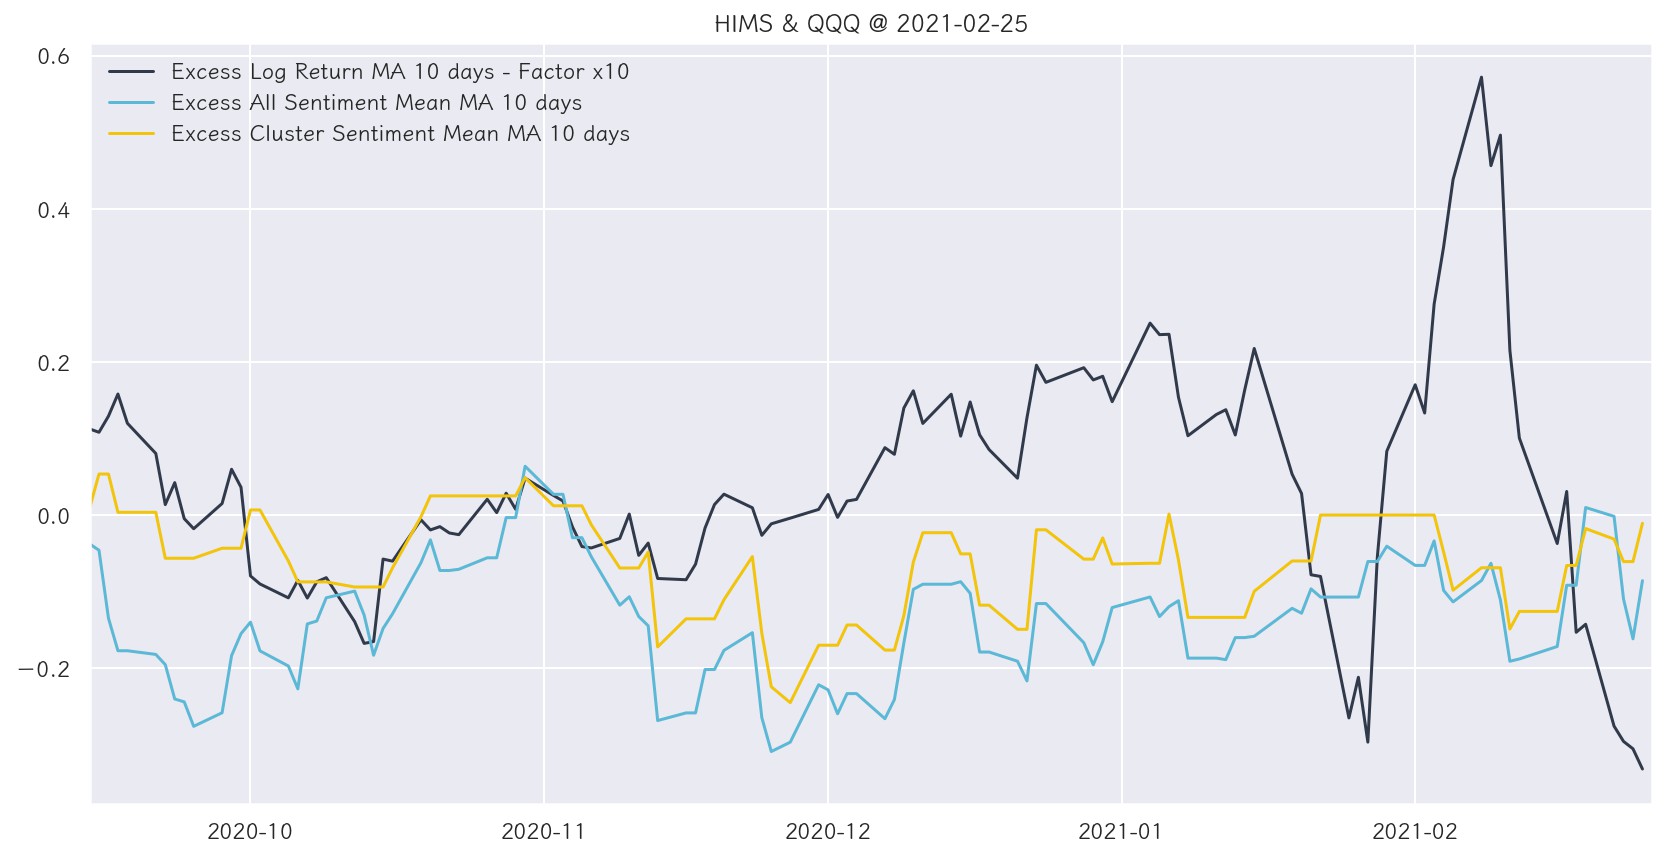 HIMS & QQQ @ 2021-02-25
Excess Log Return MA 10 days - Factor x10
Excess All Sentiment Mean MA 10 days
Excess Cluster Sentiment Mean MA 10 days
0.6
0.4
0.2
0.0
−0.2
2020-10
2020-11
2020-12
2021-01
2021-02